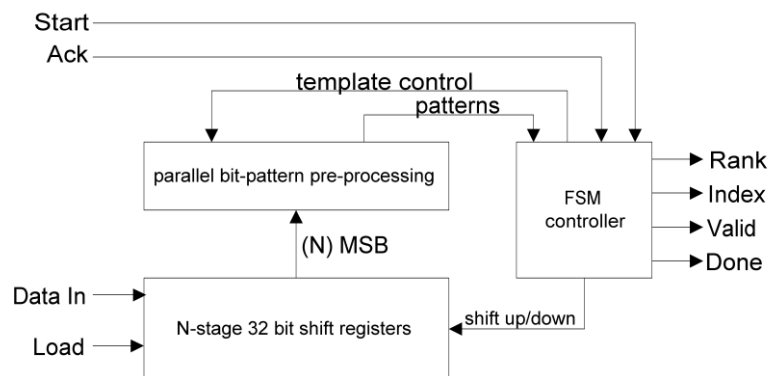 Start
Ack
template control
patterns
parallel bit-pattern pre-processing
FSM
controller
Rank
Index
Valid
Done
(N) MSB
Data In
Load
N-stage 32 bit shift registers
shift up/down